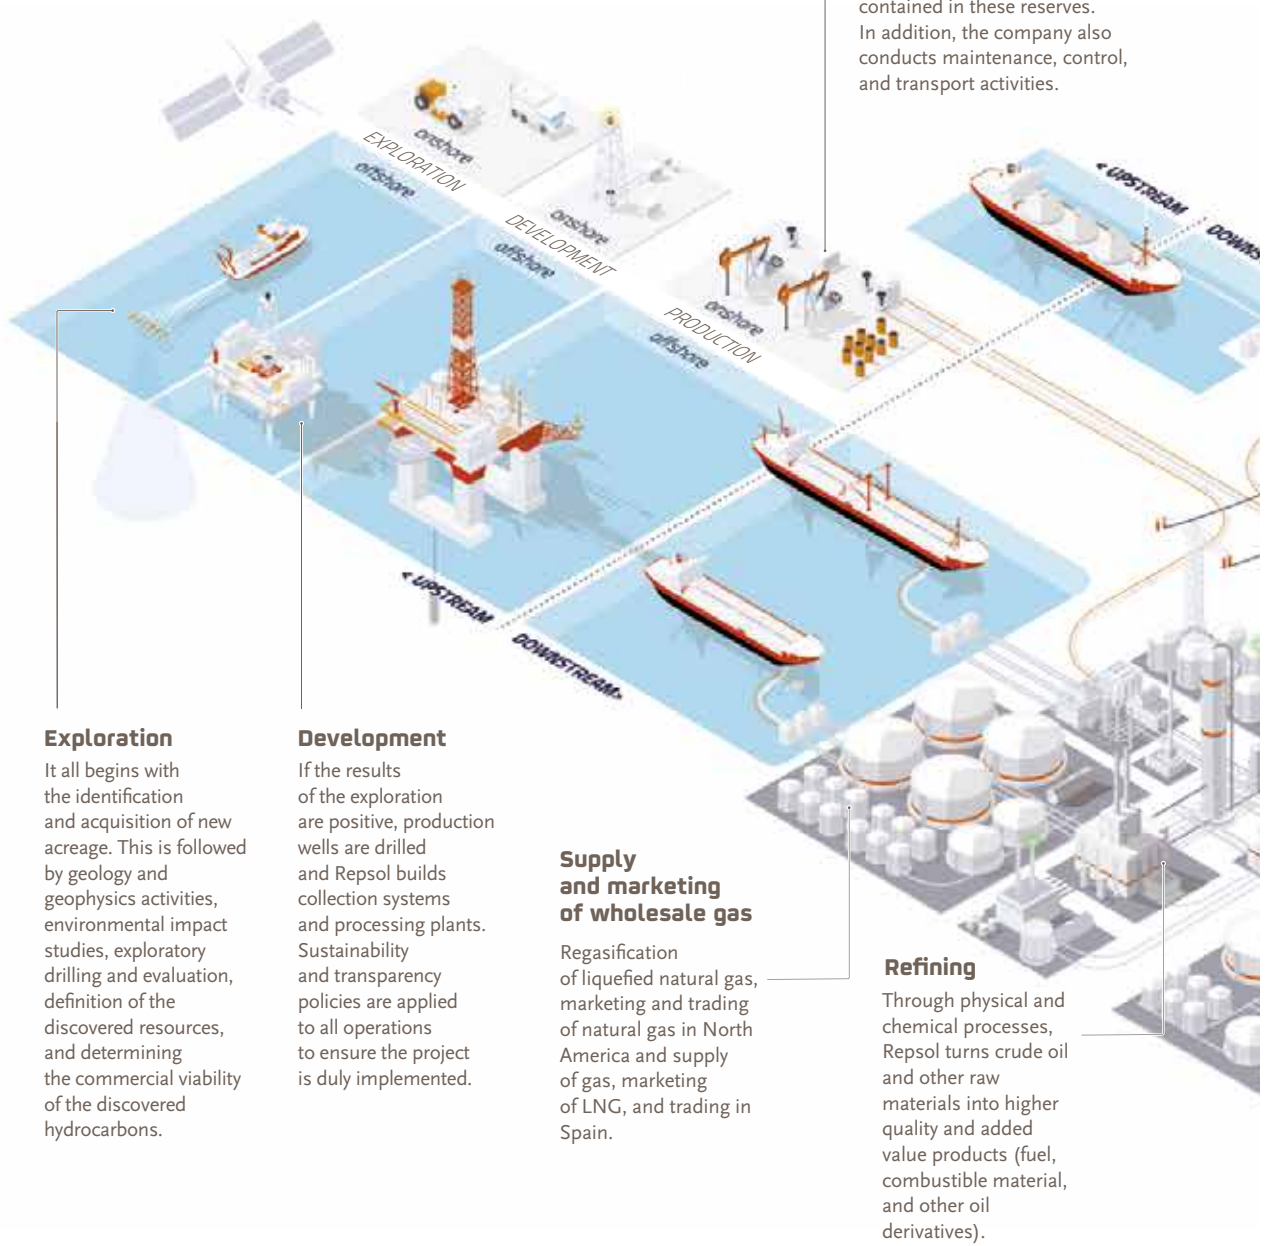 contained in these reserves.
In addition, the company also
conducts maintenance, control,
and transport activities.
onshore
EXPLORATION
offshore
onshore
DEVELOPMENT
offshore
onshore
PRODUCTION
offshore
< UPSTREAM
DOWNS
< UPSTREAM
DOWNSTREAM>
Exploration
It all begins with
the identification
and acquisition of new
acreage. This is followed
by geology and
geophysics activities,
environmental impact
studies, exploratory
drilling and evaluation,
definition of the
discovered resources,
and determining
the commercial viability
of the discovered
hydrocarbons.
Development
If the results
of the exploration
are positive, production
wells are drilled
and Repsol builds
collection systems
and processing plants.
Sustainability
and transparency
policies are applied
to all operations
to ensure the project
is duly implemented.
Supply
and marketing
of wholesale gas
Regasification
of liquefied natural gas,
marketing and trading
of natural gas in North
America and supply
of gas, marketing
of LNG, and trading in
Spain.
Refining
Through physical and
chemical processes,
Repsol turns crude oil
and other raw
materials into higher
quality and added
value products (fuel,
combustible material,
and other oil
derivatives).